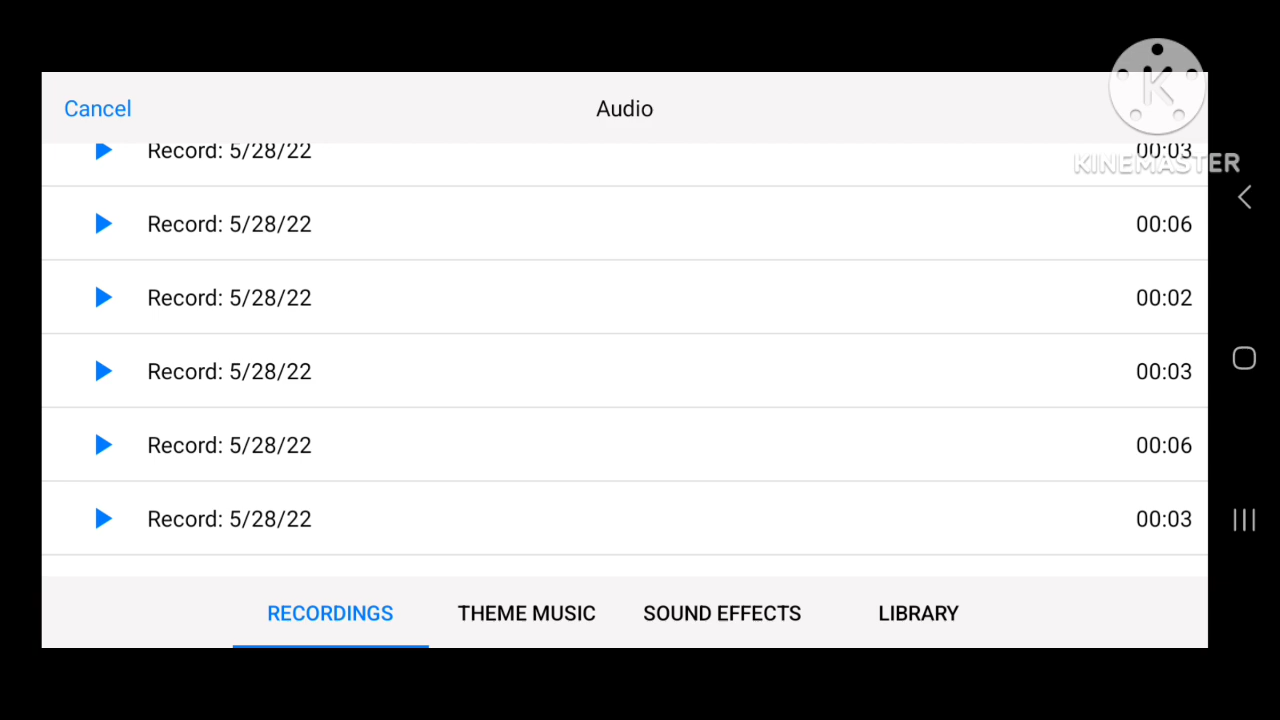 Cancel Audio
K
Record: 5/28/22 00:03
KINEMASTER
Record: 5/28/22 00:06
Record: 5/28/22 00:02
Record: 5/28/22 00:03
Record: 5/28/22 00:06
Record: 5/28/22 00:03
RECORDINGS THEME MUSIC SOUND EFFECTS LIBRARY